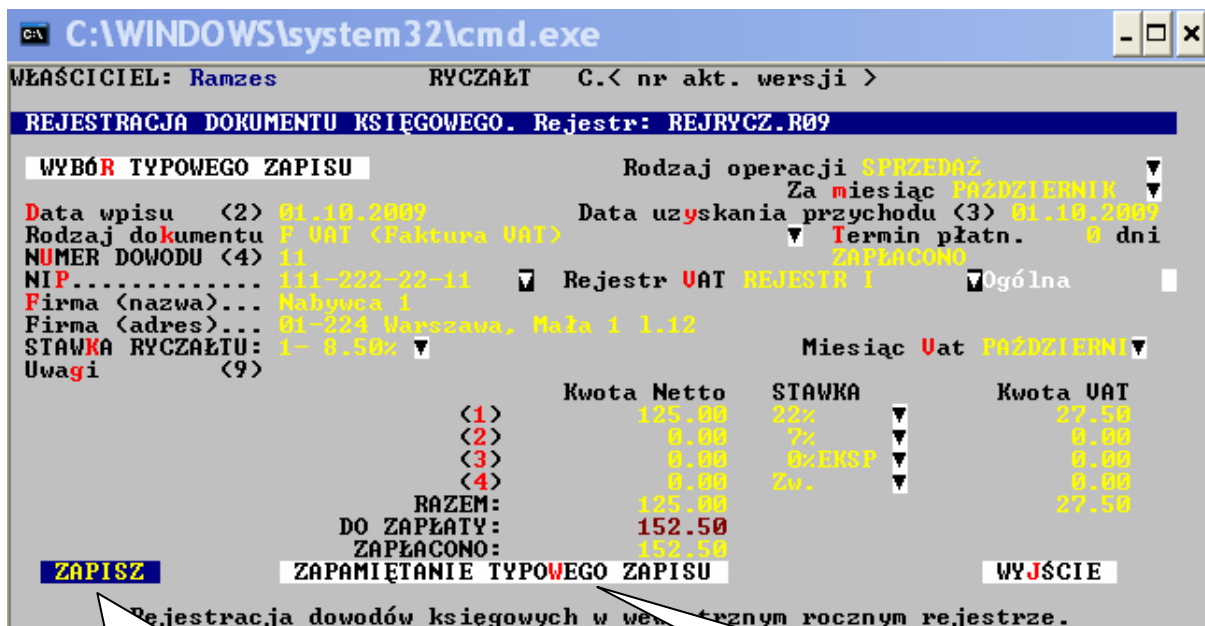 C:\WINDOWS\system32\cmd.exe
WŁAŚCICIEL: Ramzes RYCZAŁT C.< nr akt. wersji >
REJESTRACJA DOKUMENTU KSIĘGOWEGO. Rejestr: REJRYCZ.R09
WYBóR TYPOWEGO ZAPISU Rodzaj operacji SPRZEDAŻ
Za miesiąc PAŹDZIERNIK
Data wpisu (2) 01.10.2009 Data uzyskania przychodu (3) 01.10.2009
Rodzaj dokumentu F VAT (Faktura VAT) Termin płatn. 0 dni
NUMER DOWODU (4) 11 ZAPŁACONO
NIP............. 111-222-22-11 Rejestr VAT REJESTR I Ogólna
Firma (nazwa)... Nabywca 1
Firma (adres)... 01-224 Warszawa, Mała 1 l.12
STAWKA RYCZAŁTU: 1- 8.50% Miesiąc Vat PAŹDZIERNI
Uwagi (9)
Kwota Netto STAWKA Kwota VAT
(1) 125.00 22% 27.50
(2) 0.00 7% 0.00
(3) 0.00 0%EKSP 0.00
(4) 0.00 Zw. 0.00
RAZEM: 125.00 27.50
DO ZAPŁATY: 152.50
ZAPŁACONO: 152.50
ZAPISZ ZAPAMIĘTANIE TYPOWEGO ZAPISU WYJŚCIE
Rejestracja dowodów księgowych w rocznym rejestrze.